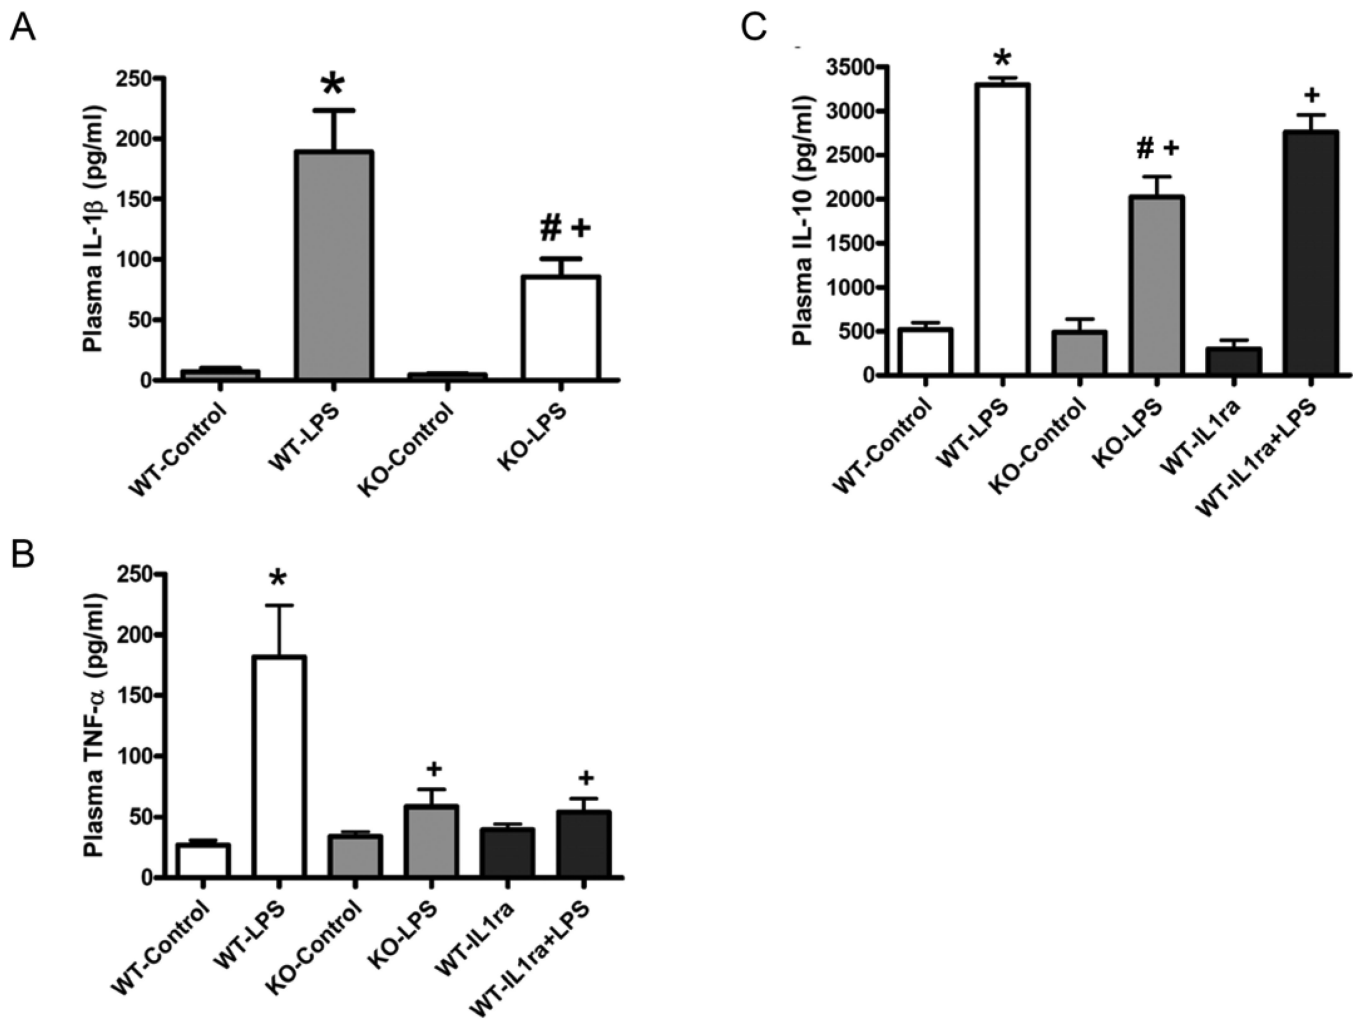 A
Plasma IL-1β (pg/ml)
250
200
150
100
50
0
*
# +
WT-Control
WT-LPS
KO-Control
KO-LPS
B
Plasma TNF-α (pg/ml)
250
200
150
100
50
0
*
+
+
WT-Control
WT-LPS
KO-Control
KO-LPS
WT-IL1ra
WT-IL1ra+LPS
C
Plasma IL-10 (pg/ml)
3500
3000
2500
2000
1500
1000
500
0
*
# +
+
WT-Control
WT-LPS
KO-Control
KO-LPS
WT-IL1ra
WT-IL1ra+LPS